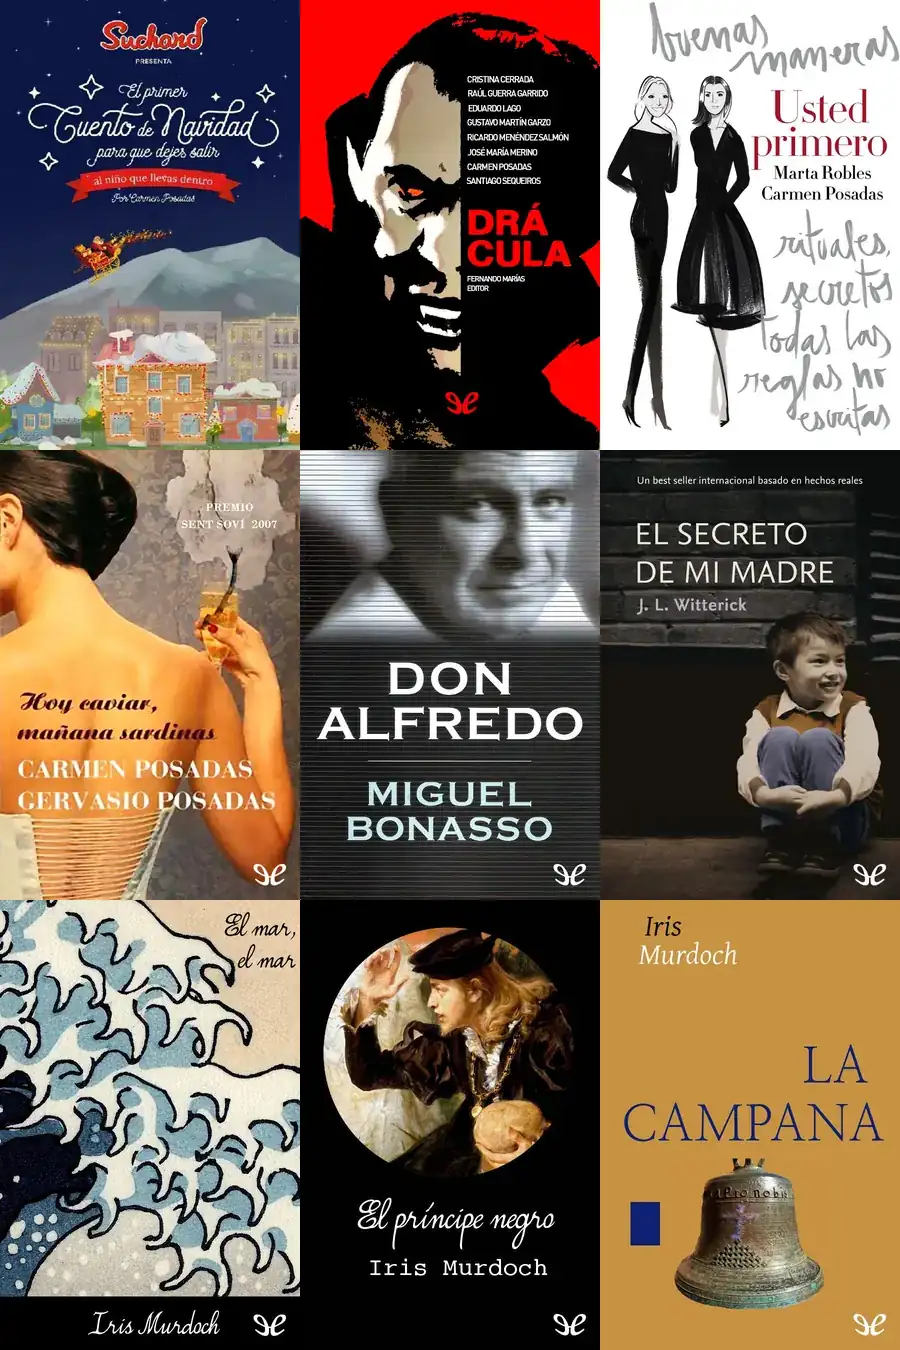 Suchard
PRESENTA
El primer
Cuento de Navidad
para que dejes salir
al niño que llevas dentro
Por Carmen Posadas
CRISTINA CERRADA
RAÚL GUERRA GARRIDO
EDUARDO LAGO
GUSTAVO MARTÍN GARZO
RICARDO MENÉNDEZ SALMÓN
JOSÉ MARÍA MERINO
CARMEN POSADAS
SANTIAGO SEQUEIROS
DRÁ
CULA
FERNANDO MARÍAS
EDITOR
buenas
maneras
Usted
primero
Marta Robles
Carmen Posadas
rituales,
secretos
todas las
reglas no
escritas
PREMIO
SENT SOVÍ 2007
Hoy caviar,
mañana sardinas
CARMEN POSADAS
GERVASIO POSADAS
DON
ALFREDO
MIGUEL
BONASSO
Un best seller internacional basado en hechos reales
EL SECRETO
DE MI MADRE
J. L. Witterick
El mar,
el mar
Iris Murdoch
El príncipe negro
Iris Murdoch
Iris
Murdoch
LA
CAMPANA